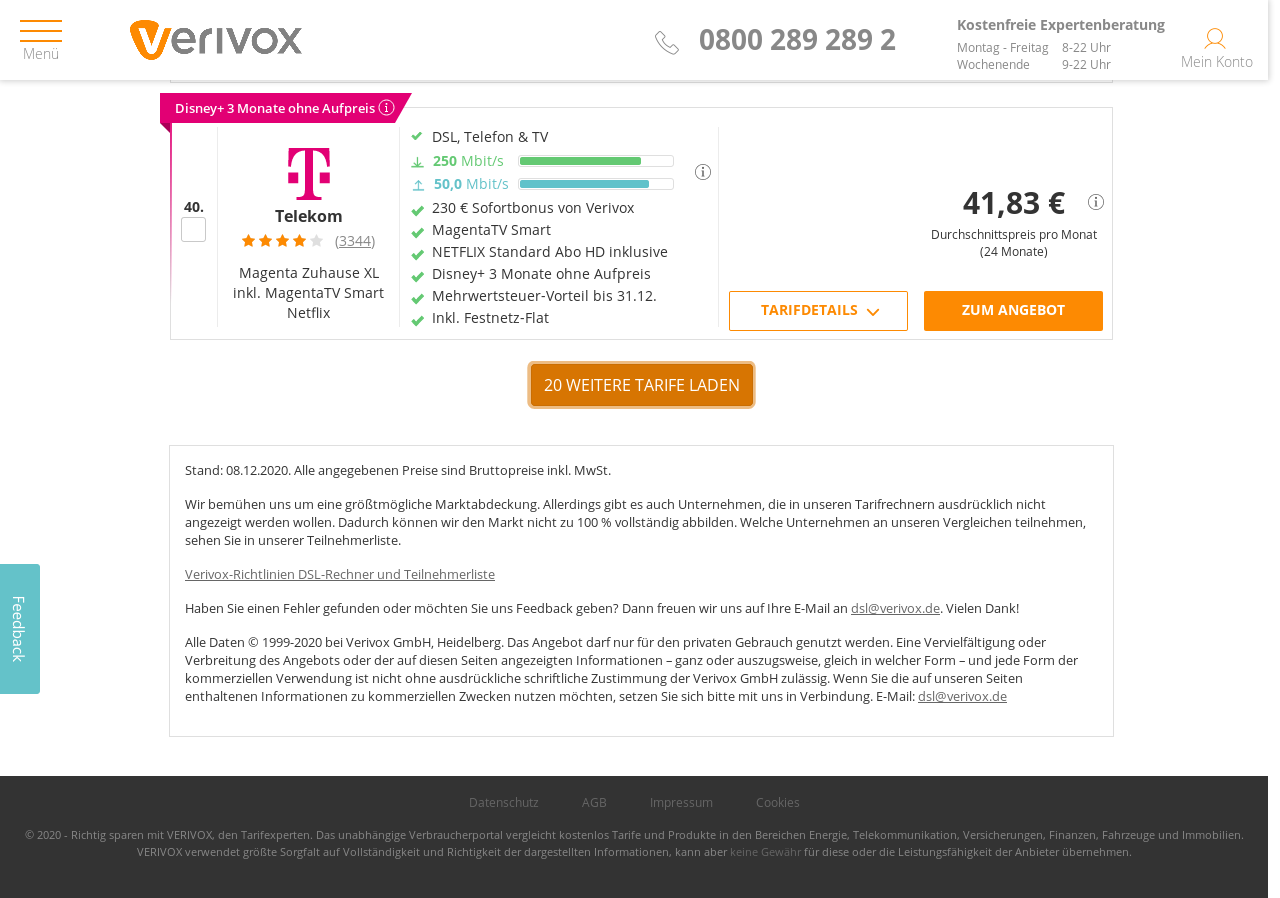 Menü
verivox
0800 289 289 2
Kostenfreie Expertenberatung
Montag - Freitag 8-22 Uhr
Wochenende 9-22 Uhr
Mein Konto
Disney+ 3 Monate ohne Aufpreis
40.
Telekom
(3344)
Magenta Zuhause XL
inkl. MagentaTV Smart
Netflix
DSL, Telefon & TV
250 Mbit/s
50,0 Mbit/s
230 € Sofortbonus von Verivox
MagentaTV Smart
NETFLIX Standard Abo HD inklusive
Disney+ 3 Monate ohne Aufpreis
Mehrwertsteuer-Vorteil bis 31.12.
Inkl. Festnetz-Flat
41,83 €
Durchschnittspreis pro Monat
(24 Monate)
TARIFDETAILS
ZUM ANGEBOT
20 WEITERE TARIFE LADEN
Stand: 08.12.2020. Alle angegebenen Preise sind Bruttopreise inkl. MwSt.
Wir bemühen uns um eine größtmögliche Marktabdeckung. Allerdings gibt es auch Unternehmen, die in unseren Tarifrechnern ausdrücklich nicht
angezeigt werden wollen. Dadurch können wir den Markt nicht zu 100 % vollständig abbilden. Welche Unternehmen an unseren Vergleichen teilnehmen,
sehen Sie in unserer Teilnehmerliste.
Verivox-Richtlinien DSL-Rechner und Teilnehmerliste
Haben Sie einen Fehler gefunden oder möchten Sie uns Feedback geben? Dann freuen wir uns auf Ihre E-Mail an dsl@verivox.de. Vielen Dank!
Alle Daten © 1999-2020 bei Verivox GmbH, Heidelberg. Das Angebot darf nur für den privaten Gebrauch genutzt werden. Eine Vervielfältigung oder
Verbreitung des Angebots oder der auf diesen Seiten angezeigten Informationen – ganz oder auszugsweise, gleich in welcher Form – und jede Form der
kommerziellen Verwendung ist nicht ohne ausdrückliche schriftliche Zustimmung der Verivox GmbH zulässig. Wenn Sie die auf unseren Seiten
enthaltenen Informationen zu kommerziellen Zwecken nutzen möchten, setzen Sie sich bitte mit uns in Verbindung. E-Mail: dsl@verivox.de
Feedback
Datenschutz AGB Impressum Cookies
© 2020 - Richtig sparen mit VERIVOX, den Tarifexperten. Das unabhängige Verbraucherportal vergleicht kostenlos Tarife und Produkte in den Bereichen Energie, Telekommunikation, Versicherungen, Finanzen, Fahrzeuge und Immobilien.
VERIVOX verwendet größte Sorgfalt auf Vollständigkeit und Richtigkeit der dargestellten Informationen, kann aber keine Gewähr für diese oder die Leistungsfähigkeit der Anbieter übernehmen.